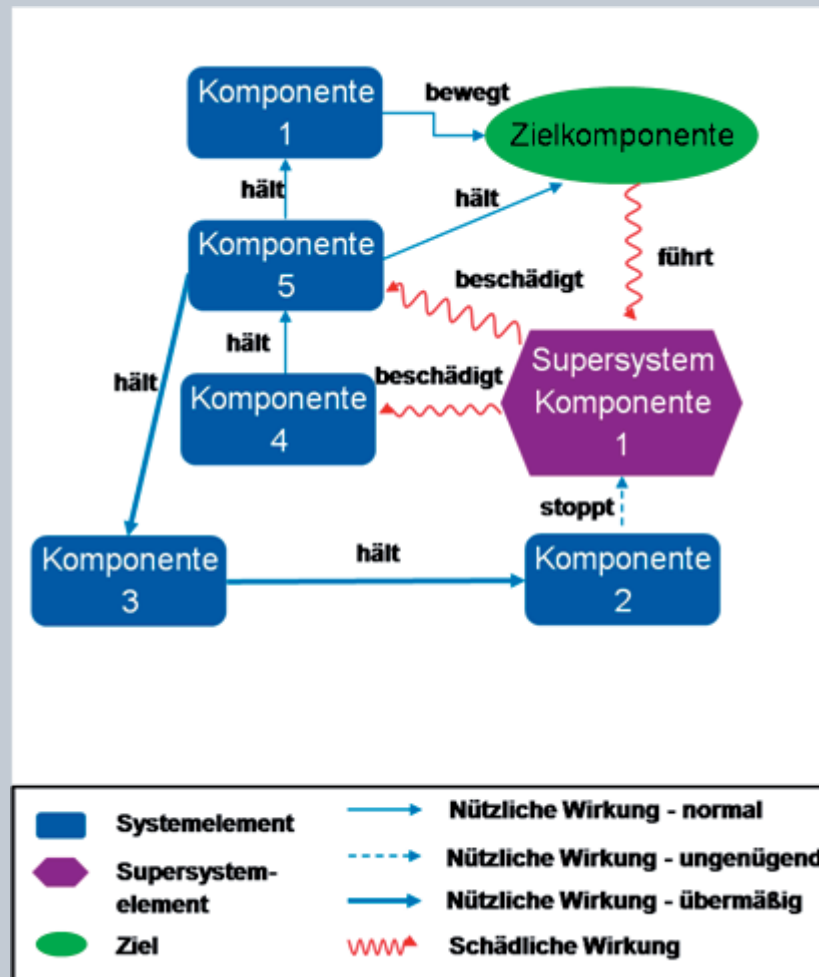 Komponente
1
bewegt
Zielkomponente
hält
hält
Komponente
5
beschädigt
führt
hält
hält
beschädigt
Komponente
4
Supersystem
Komponente
1
stoppt
Komponente
3
hält
Komponente
2
Systemelement
Supersystem-
element
Ziel
Nützliche Wirkung - normal
Nützliche Wirkung - ungenügend
Nützliche Wirkung - übermäßig
Schädliche Wirkung